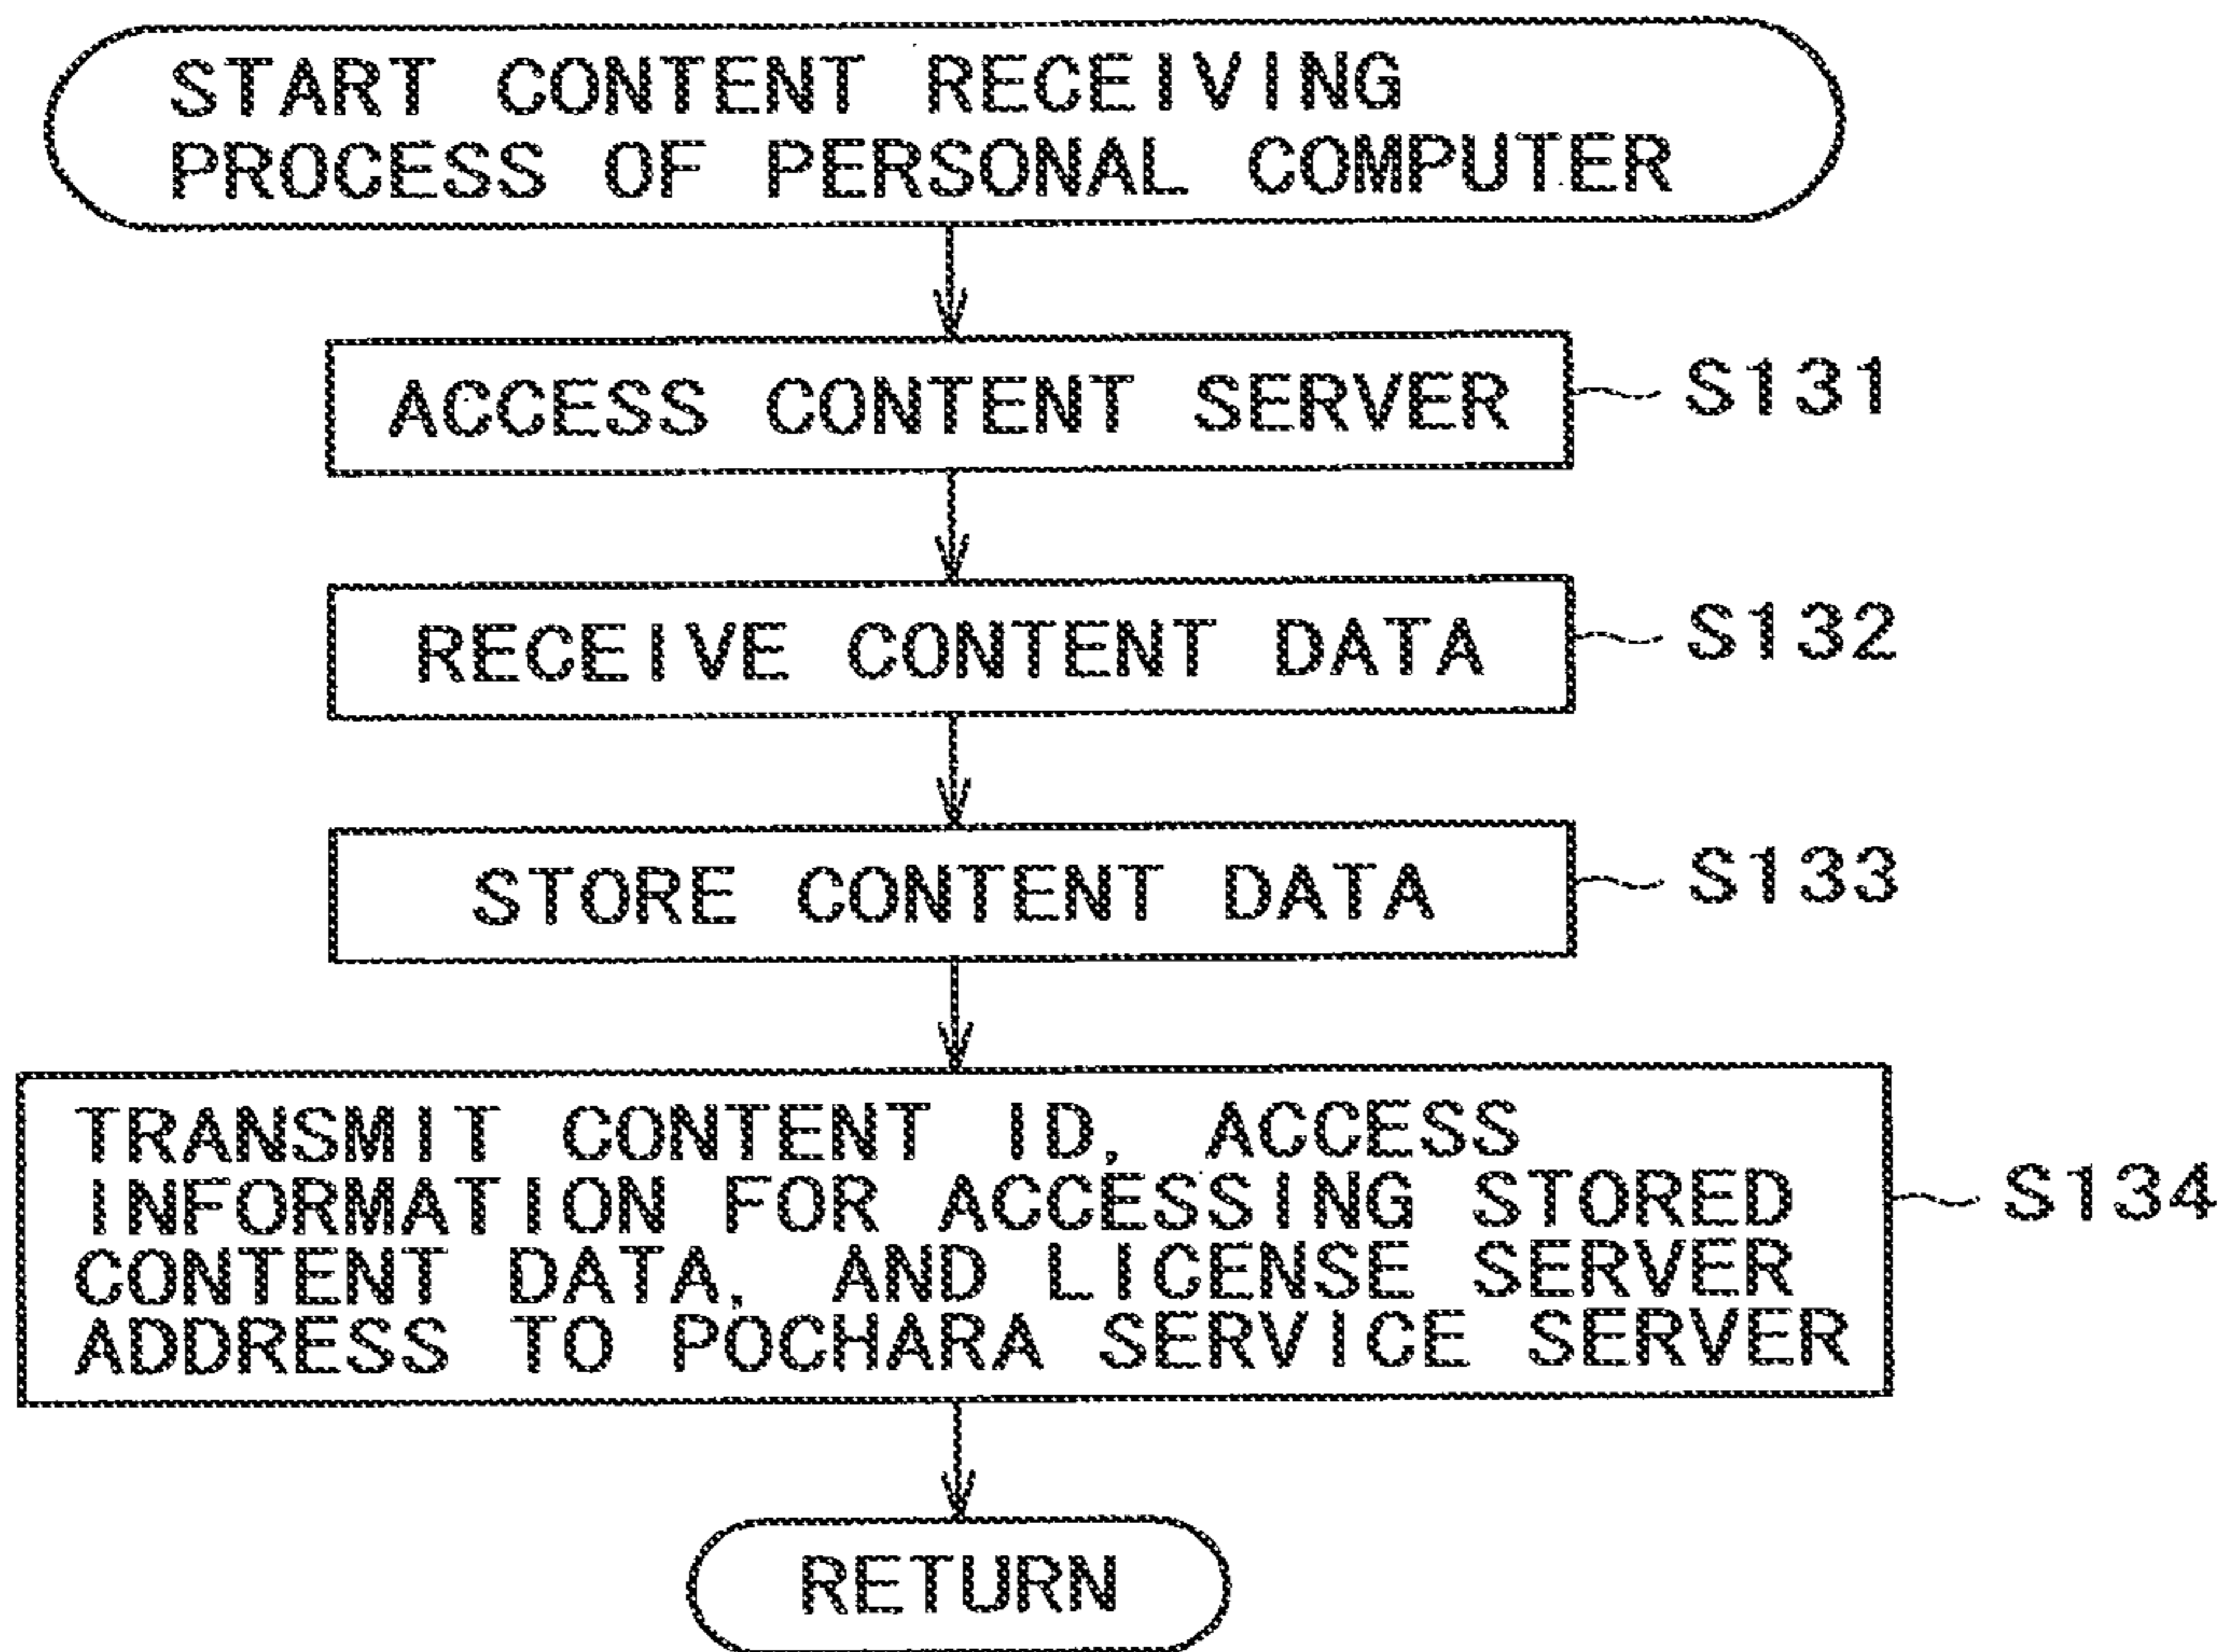 START CONTENT RECEIVING
PROCESS OF PERSONAL COMPUTER
ACCESS CONTENT SERVER
S131
RECEIVE CONTENT DATA
S132
STORE CONTENT DATA
S133
TRANSMIT CONTENT ID, ACCESS
INFORMATION FOR ACCESSING STORED
CONTENT DATA, AND LICENSE SERVER
ADDRESS TO POCHARA SERVICE SERVER
S134
RETURN